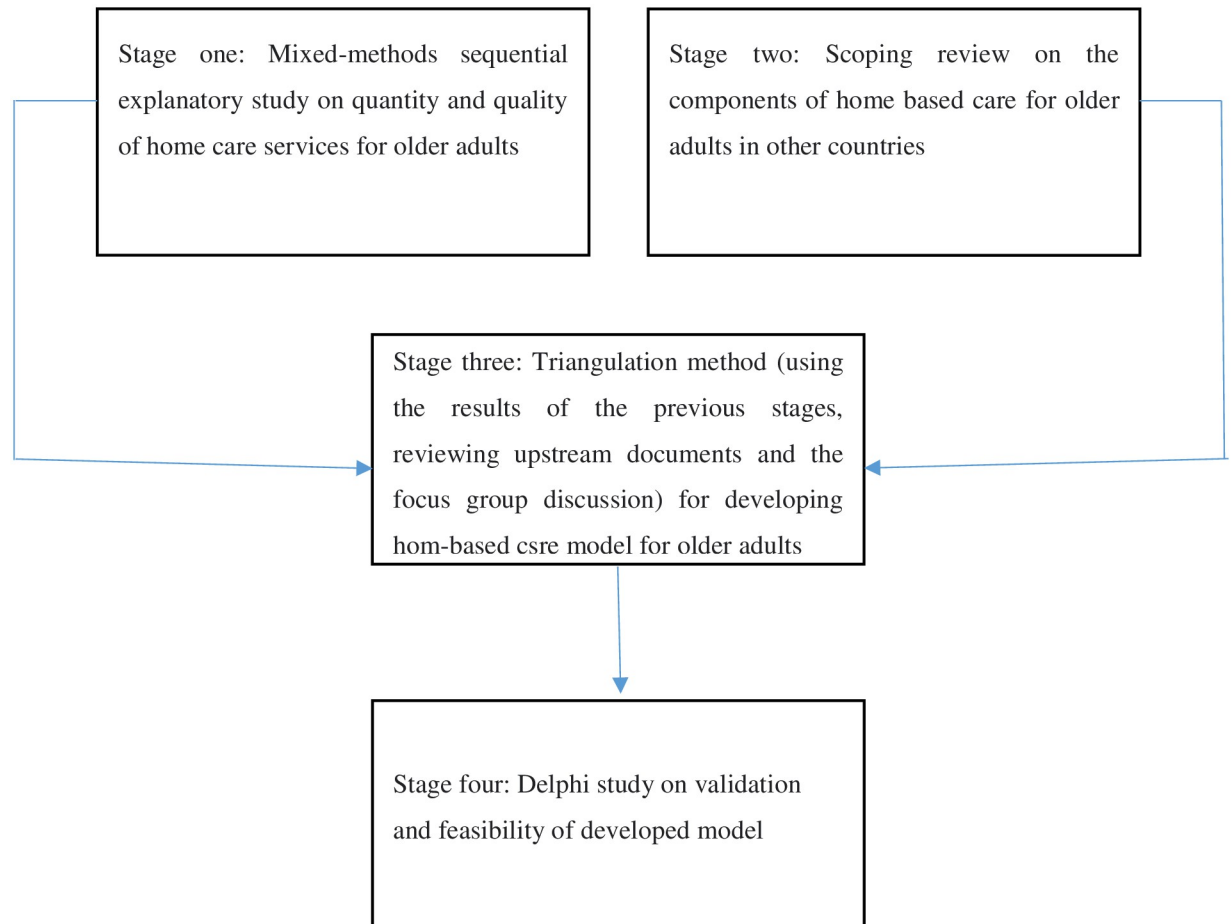 Stage one: Mixed-methods sequential
explanatory study on quantity and quality
of home care services for older adults
Stage two: Scoping review on the
components of home based care for older
adults in other countries
Stage three: Triangulation method (using
the results of the previous stages,
reviewing upstream documents and the
focus group discussion) for developing
hom-based csre model for older adults
Stage four: Delphi study on validation
and feasibility of developed model